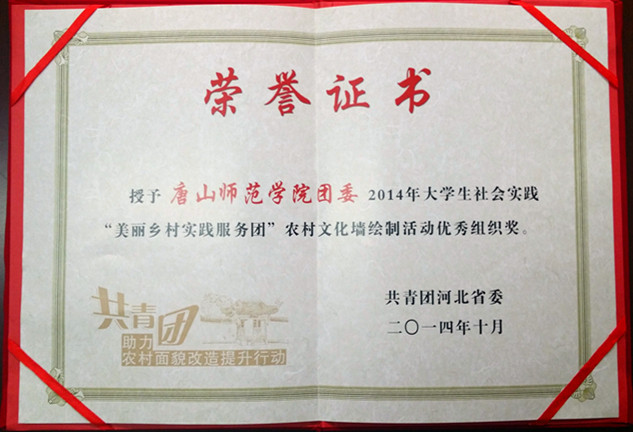 荣誉证书
授予 唐山师范学院团委 2014年大学生社会实践
“美丽乡村实践服务团”农村文化墙绘制活动优秀组织奖。
共青团河北省委
二〇一四年十月
共青团
助力
农村面貌改造提升行动